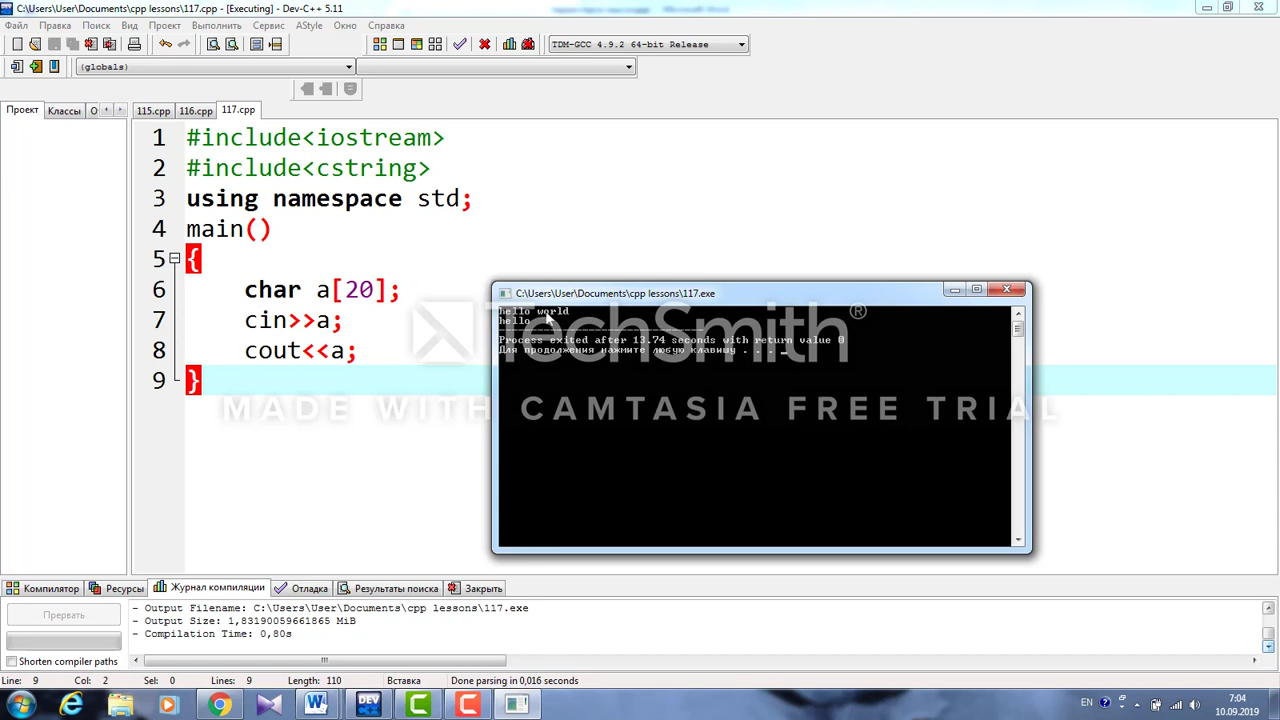 C:\Users\User\Documents\cpp lessons\117.cpp - [Executing] - Dev-C++ 5.11
Файл Правка Поиск Вид Проект Выполнить Сервис AStyle Окно Справка
TDM-GCC 4.9.2 64-bit Release
(globals)
Проект Классы О 115.cpp 116.cpp 117.cpp
1 #include<iostream>
2 #include<cstring>
3 using namespace std;
4 main()
5 {
6 char a[20];
7 cin>>a;
8 cout<<a;
9 }
C:\Users\User\Documents\cpp lessons\117.exe
hello world
hello
--------------------------------
Process exited after 13.74 seconds with return value 0
Для продолжения нажмите любую клавишу . . .
TechSmith®
MADE WITH CAMTASIA FREE TRIAL
Компилятор Ресурсы Журнал компиляции Отладка Результаты поиска Закрыть
Прервать
Shorten compiler paths
- Output Filename: C:\Users\User\Documents\cpp lessons\117.exe
- Output Size: 1,83190059661865 MiB
- Compilation Time: 0,80s
Line: 9 Col: 2 Sel: 0 Lines: 9 Length: 110 Вставка Done parsing in 0,016 seconds
DEV
EN
7:04
10.09.2019